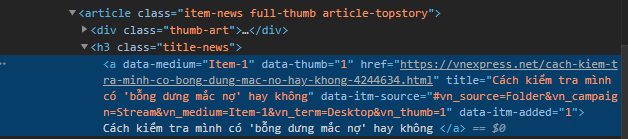 ▼<article class="item-news full-thumb article-topstory">
▶<div class="thumb-art">…</div>
▼<h3 class="title-news">
<a data-medium="Item-1" data-thumb="1" href="https://vnexpress.net/cach-kiem-t
ra-minh-co-bong-dung-mac-no-hay-khong-4244634.html" title="Cách kiểm tra mình
có 'bỗng dưng mắc nợ' hay không" data-itm-source="#vn_source=Folder&vn_campaig
n=Stream&vn_medium=Item-1&vn_term=Desktop&vn_thumb=1" data-itm-added="1">
Cách kiểm tra mình có 'bỗng dưng mắc nợ' hay không </a> == $0